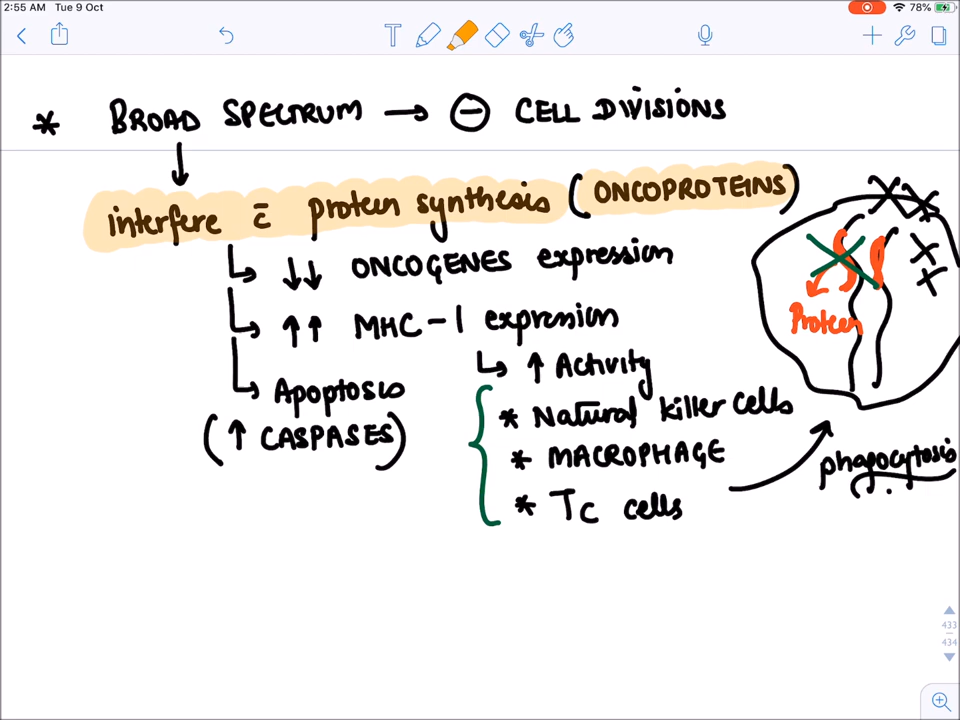 2:55 AM Tue 9 Oct
78%
* BROAD SPECTRUM → ⊖ CELL DIVISIONS
↓
interfere c̄ protein synthesis (ONCOPROTEINS)
↳ ↓↓ ONCOGENES expression
↳ ↑↑ MHC-I expression
↳ ↑ Activity
↳ Apoptosis
(↑ CASPASES)
* Natural killer cells
* MACROPHAGE
* Tc cells
phagocytosis
Protein
433
434